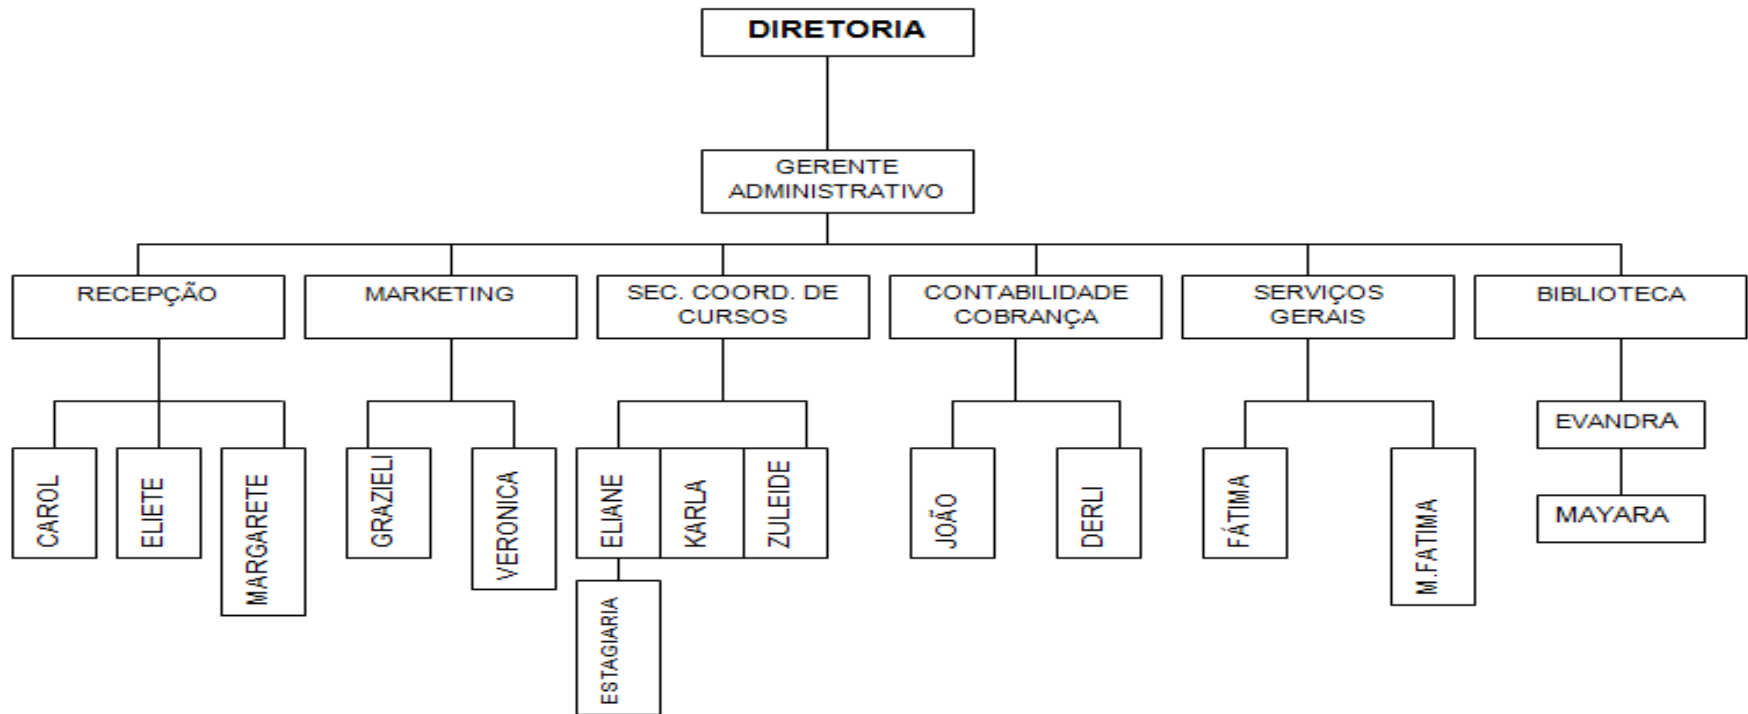 DIRETORIA
GERENTE
ADMINISTRATIVO
RECEPÇÃO
MARKETING
SEC. COORD. DE
CURSOS
CONTABILIDADE
COBRANÇA
SERVIÇOS
GERAIS
BIBLIOTECA
CAROL
ELIETE
MARGARETE
GRAZIELI
VERONICA
ELIANE
KARLA
ZULEIDE
ESTAGIARIA
JOÃO
DERLI
FÁTIMA
M.FATIMA
EVANDRA
MAYARA